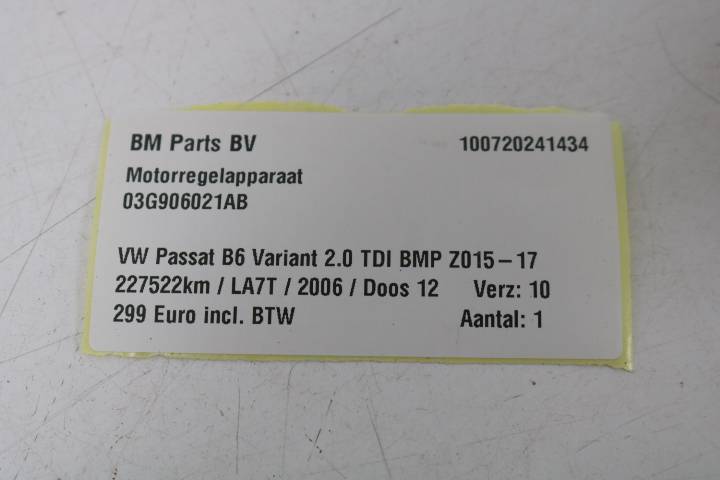 BM Parts BV 100720241434
Motorregelapparaat
03G906021AB
VW Passat B6 Variant 2.0 TDI BMP Z015-17
227522km / LA7T / 2006 / Doos 12 Verz: 10
299 Euro incl. BTW Aantal: 1